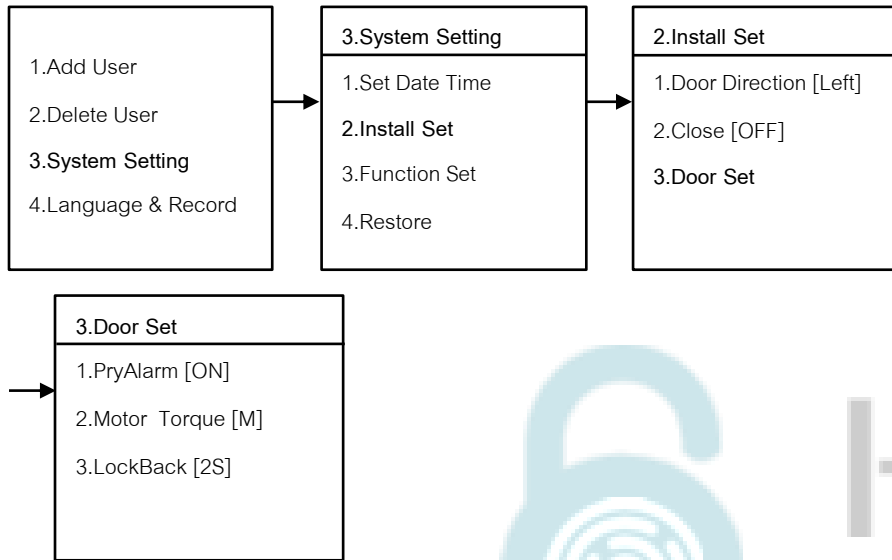 1.Add User
2.Delete User
3.System Setting
4.Language & Record
3.System Setting
1.Set Date Time
2.Install Set
3.Function Set
4.Restore
2.Install Set
1.Door Direction [Left]
2.Close [OFF]
3.Door Set
3.Door Set
1.PryAlarm [ON]
2.Motor Torque [M]
3.LockBack [2S]